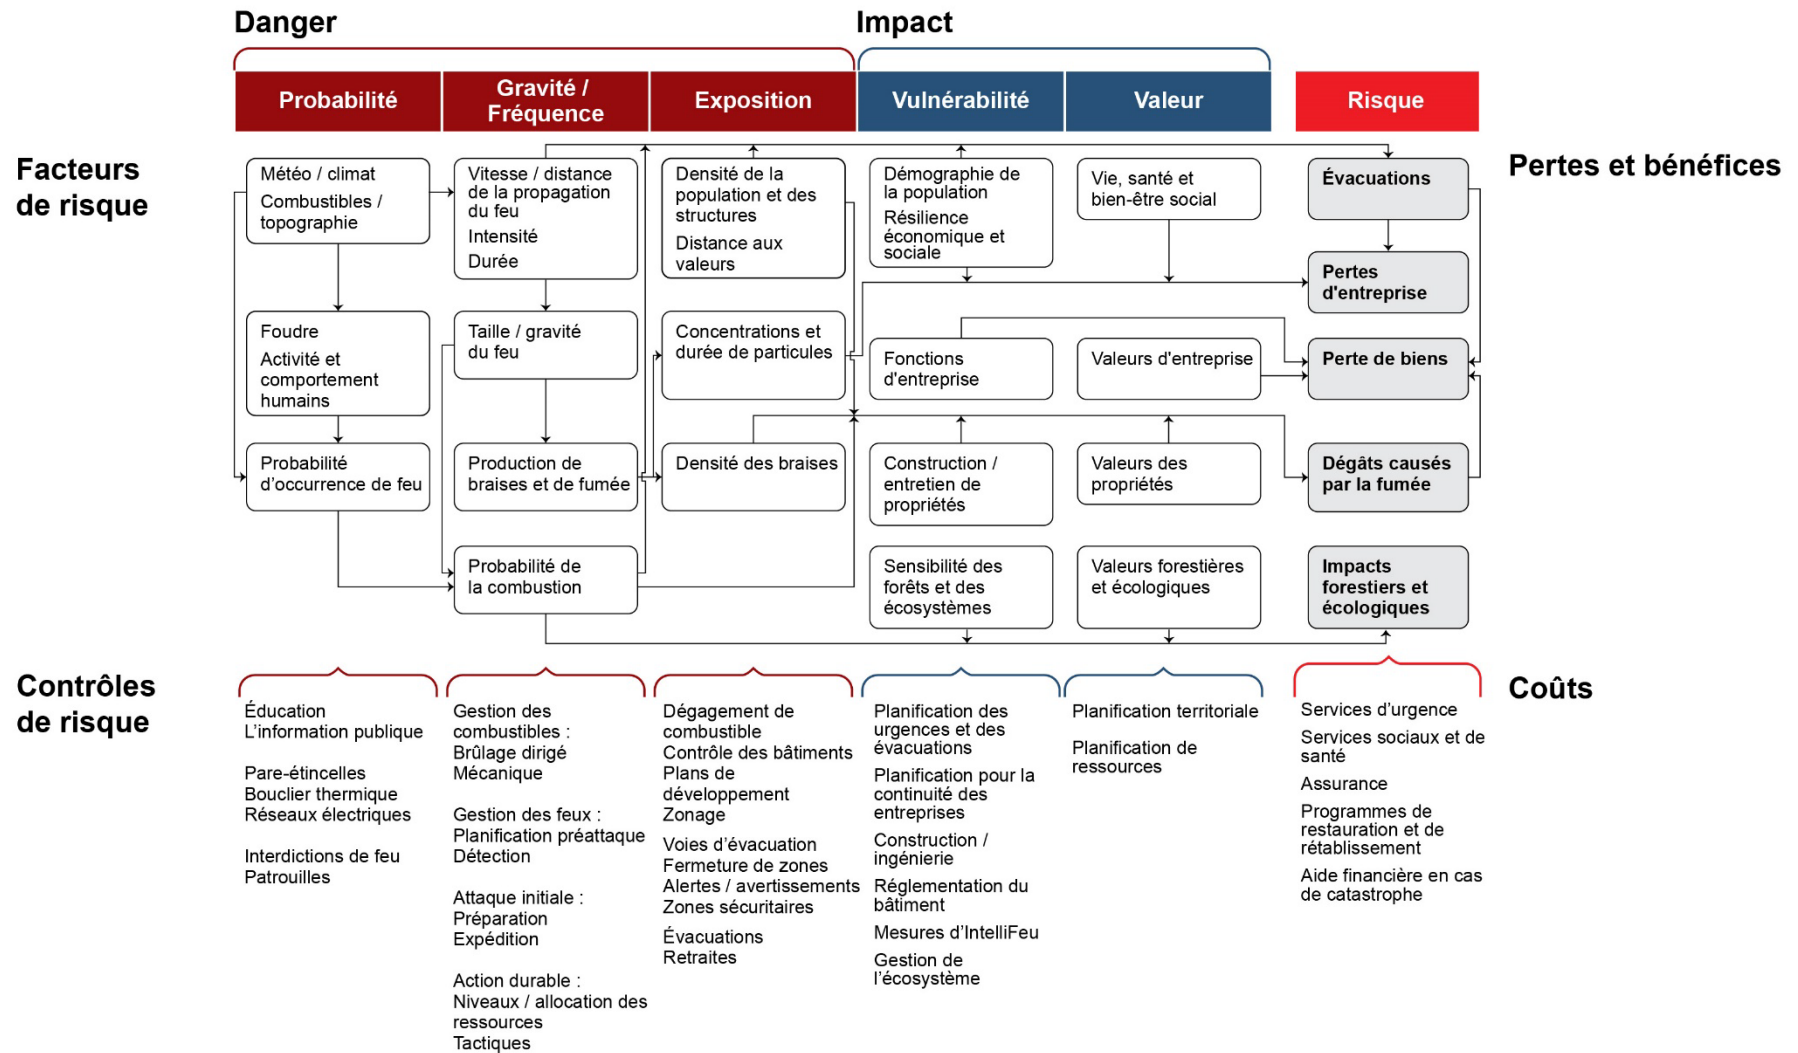 Danger
Impact
Probabilité
Gravité /
Fréquence
Exposition
Vulnérabilité
Valeur
Risque
Facteurs
de risque
Météo / climat
Combustibles /
topographie
Vitesse / distance
de la propagation
du feu
Intensité
Durée
Densité de la
population et des
structures
Distance aux
valeurs
Démographie de
la population
Résilience
économique et
sociale
Vie, santé et
bien-être social
Évacuations
Pertes et bénéfices
Pertes
d'entreprise
Foudre
Activité et
comportement
humains
Taille / gravité
du feu
Concentrations et
durée de particules
Fonctions
d'entreprise
Valeurs d'entreprise
Perte de biens
Probabilité
d’occurrence de feu
Production de
braises et de fumée
Densité des braises
Construction /
entretien de
propriétés
Valeurs des
propriétés
Dégâts causés
par la fumée
Probabilité de
la combustion
Sensibilité des
forêts et des
écosystèmes
Valeurs forestières
et écologiques
Impacts
forestiers et
écologiques
Contrôles
de risque
Éducation
L’information publique
Pare-étincelles
Bouclier thermique
Réseaux électriques
Interdictions de feu
Patrouilles
Gestion des
combustibles :
Brûlage dirigé
Mécanique
Gestion des feux :
Planification préattaque
Détection
Attaque initiale :
Préparation
Expédition
Action durable :
Niveaux / allocation des
ressources
Tactiques
Dégagement de
combustible
Contrôle des bâtiments
Plans de
développement
Zonage
Voies d’évacuation
Fermeture de zones
Alertes / avertissements
Zones sécuritaires
Évacuations
Retraites
Planification des
urgences et des
évacuations
Planification pour la
continuité des
entreprises
Construction /
ingénierie
Réglementation du
bâtiment
Mesures d’IntelliFeu
Gestion de
l’écosystème
Planification territoriale
Planification de
ressources
Services d’urgence
Services sociaux et de
santé
Assurance
Programmes de
restauration et de
rétablissement
Aide financière en cas
de catastrophe
Coûts